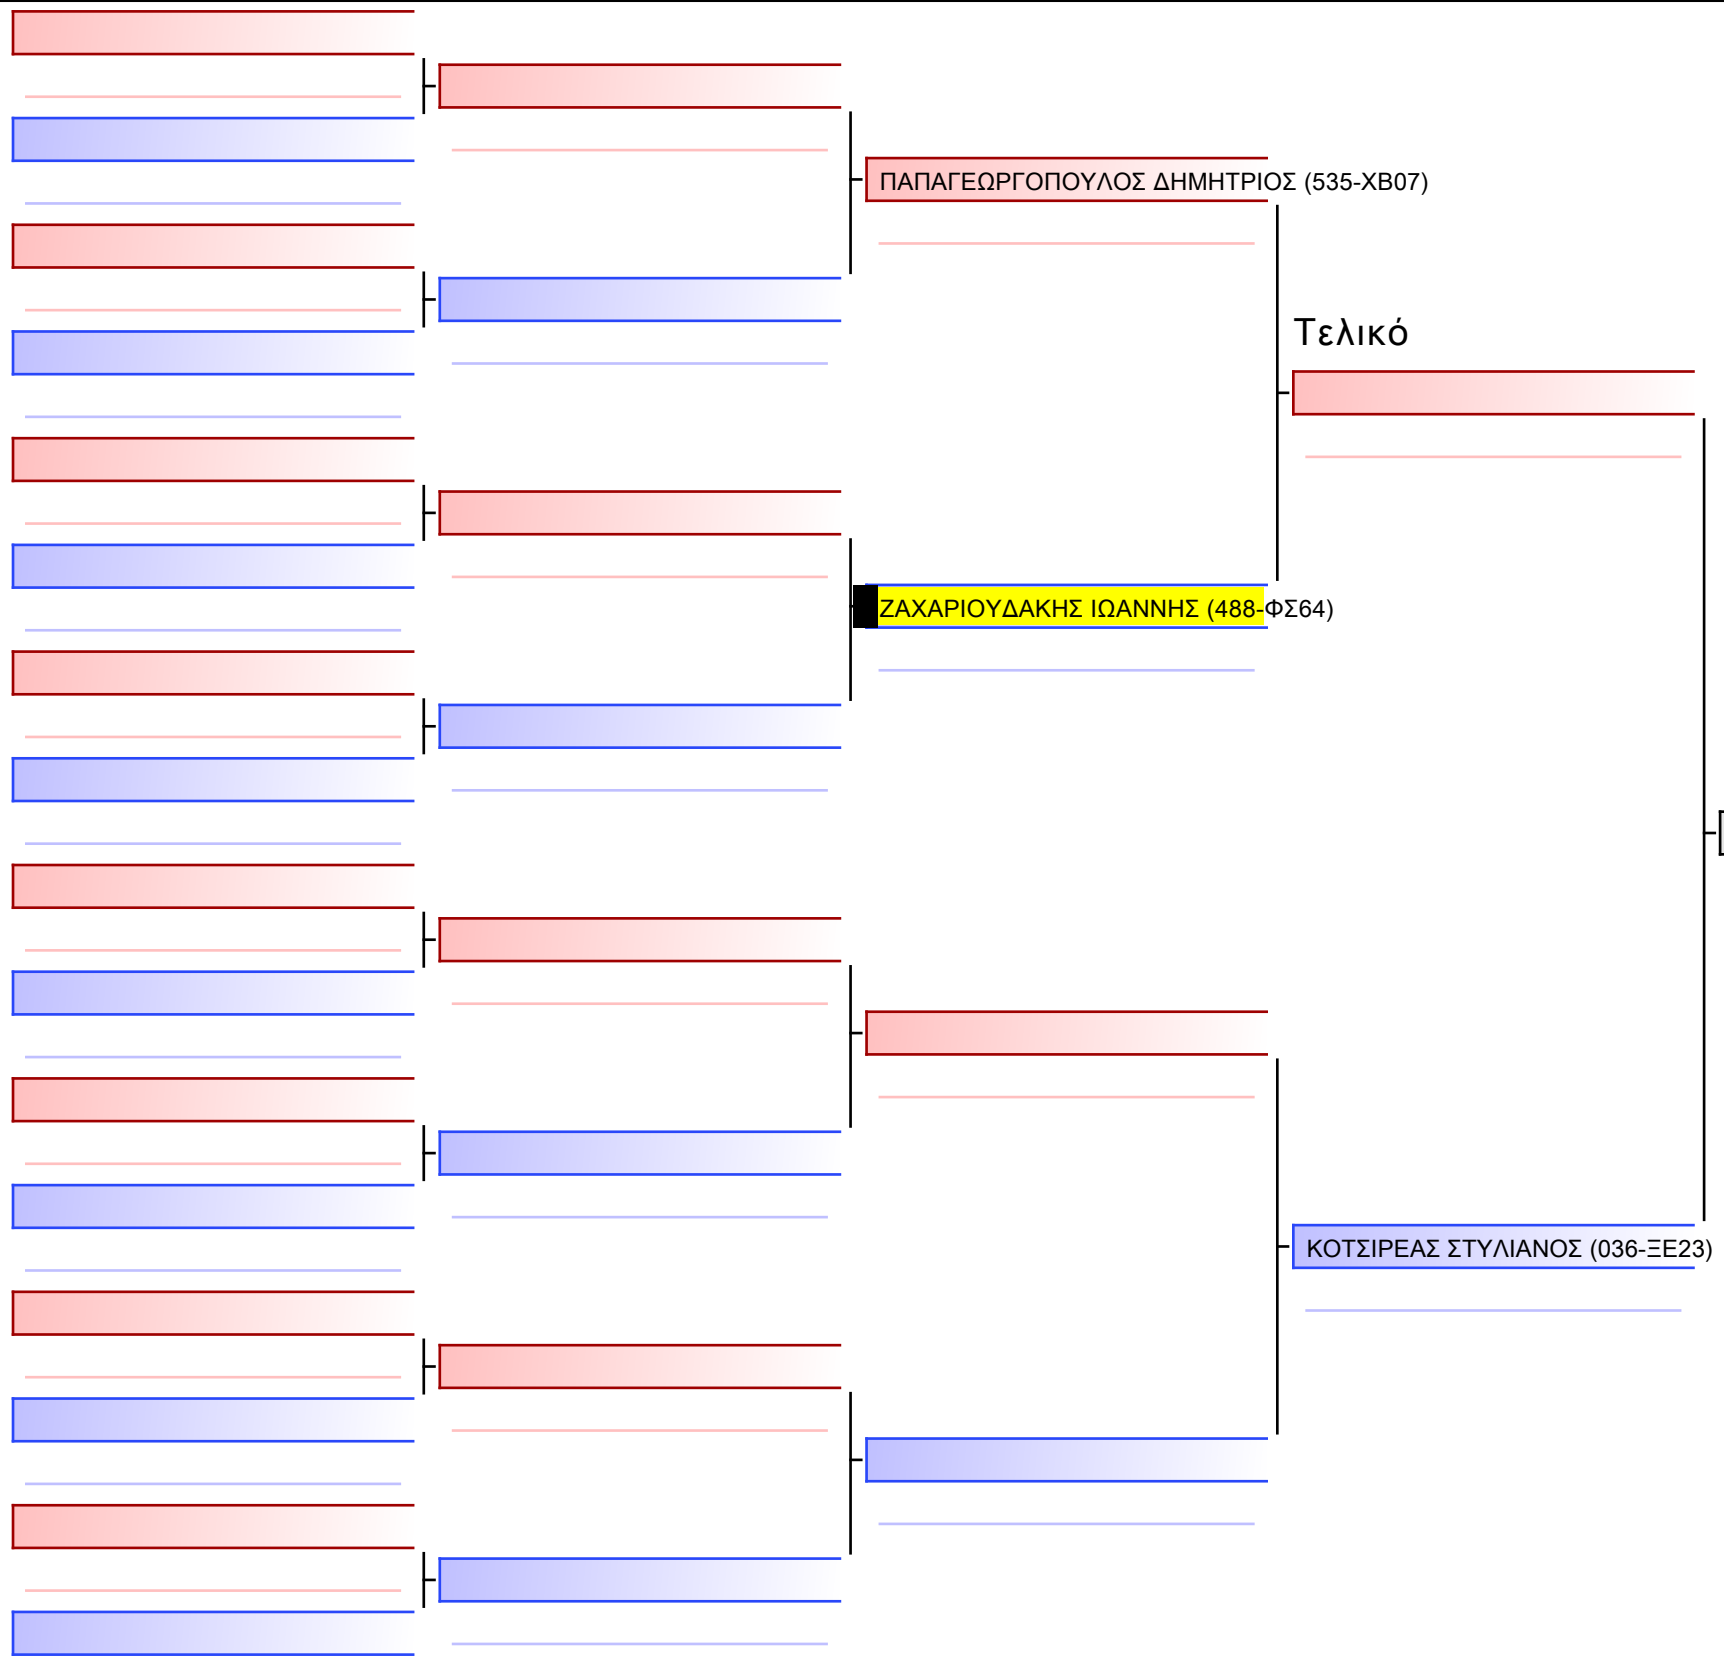 ΠΑΠΑΓΕΩΡΓΟΠΟΥΛΟΣ ΔΗΜΗΤΡΙΟΣ (535-ΧΒ07)
Τελικό
ΖΑΧΑΡΙΟΥΔΑΚΗΣ ΙΩΑΝΝΗΣ (488-ΦΣ64)
ΚΟΤΣΙΡΕΑΣ ΣΤΥΛΙΑΝΟΣ (036-ΞΕ23)